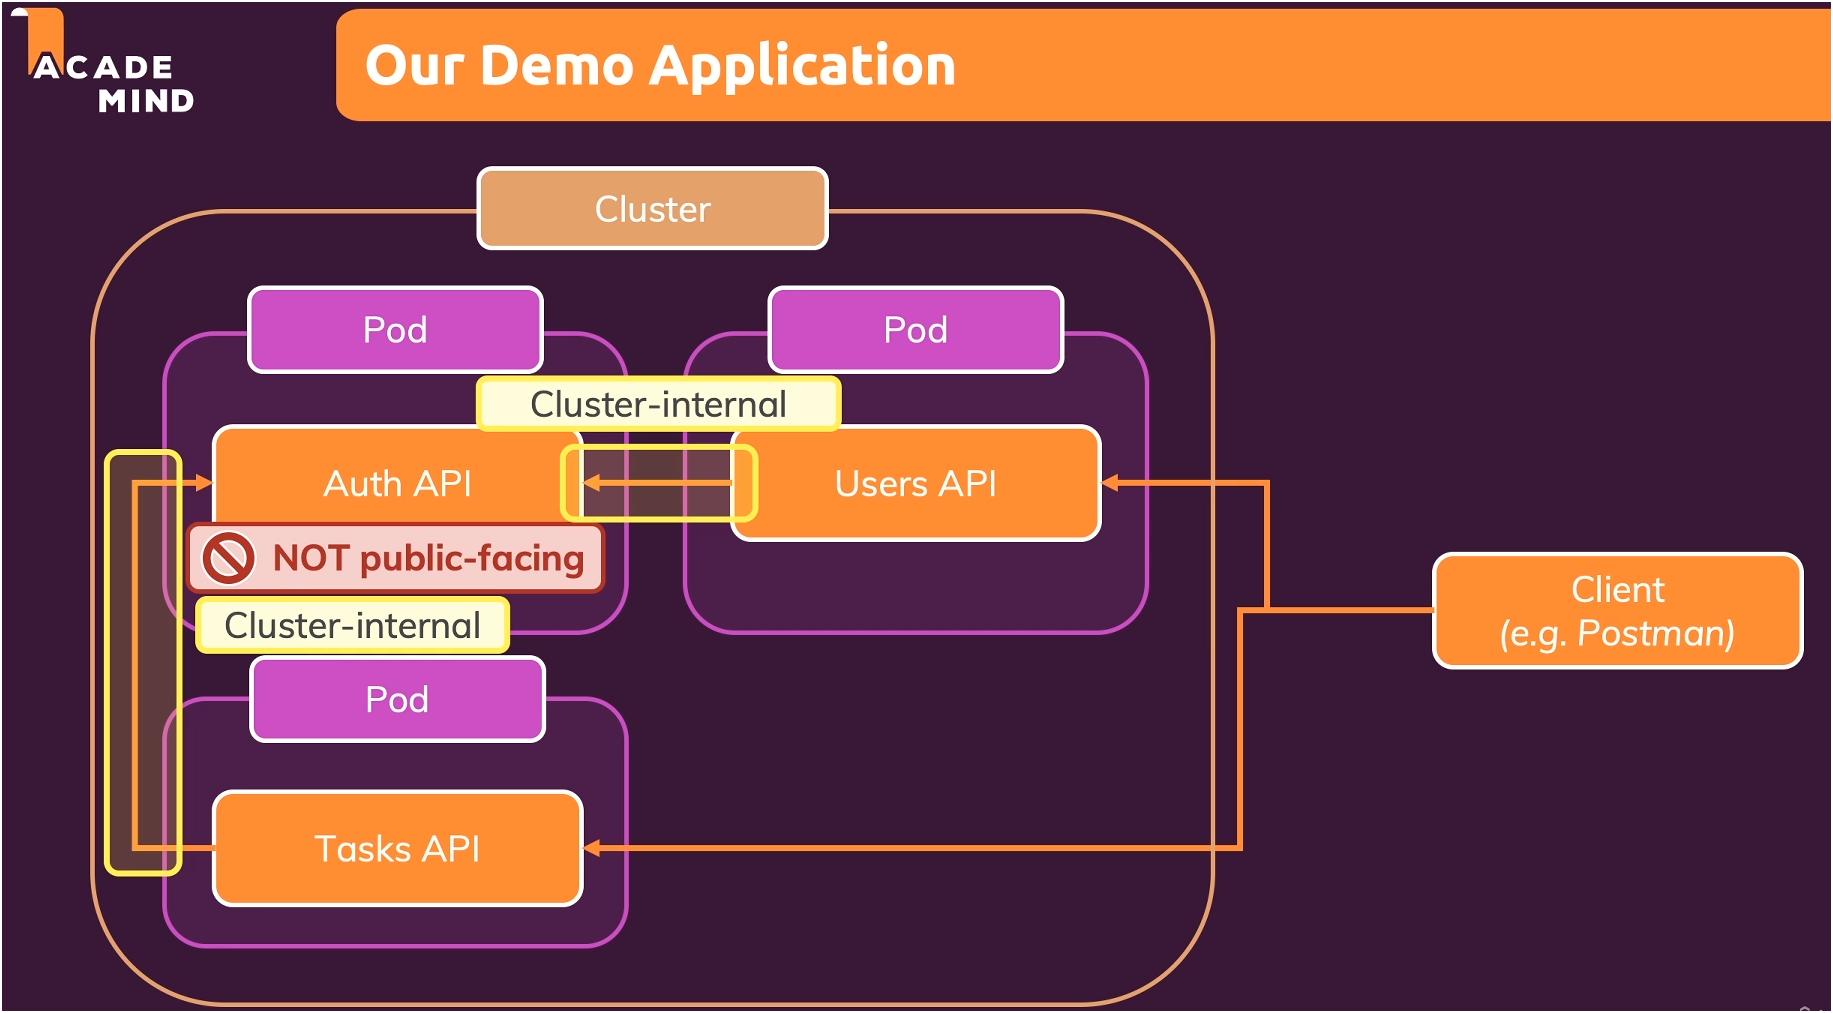 ACADE
MIND
Our Demo Application
Cluster
Pod
Pod
Cluster-internal
Auth API
Users API
NOT public-facing
Cluster-internal
Client
(e.g. Postman)
Pod
Tasks API